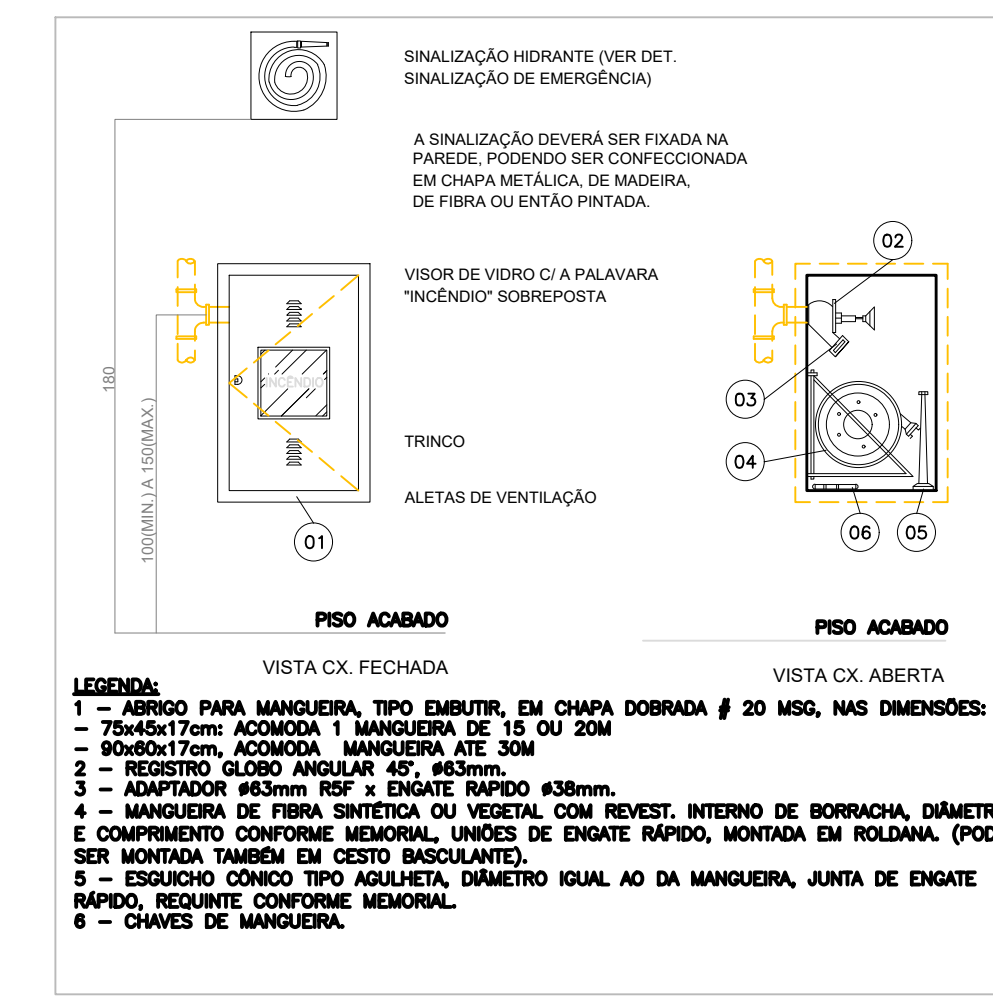 SINALIZAÇÃO HIDRANTE (VER DET.
SINALIZAÇÃO DE EMERGÊNCIA)
A SINALIZAÇÃO DEVERÁ SER FIXADA NA
PAREDE, PODENDO SER CONFECCIONADA
EM CHAPA METÁLICA, DE MADEIRA,
DE FIBRA OU ENTÃO PINTADA.
02
VISOR DE VIDRO C/ A PALAVARA
"INCÊNDIO" SOBREPOSTA
180
INCÊNDIO
03
100(MIN.) A 150(MAX.)
TRINCO
04
ALETAS DE VENTILAÇÃO
01
06
05
PISO ACABADO
PISO ACABADO
VISTA CX. FECHADA
VISTA CX. ABERTA
LEGENDA:
1 – ABRIGO PARA MANGUEIRA, TIPO EMBUTIR, EM CHAPA DOBRADA # 20 MSG, NAS DIMENSÕES:
– 75x45x17cm: ACOMODA 1 MANGUEIRA DE 15 OU 20M
– 90x60x17cm, ACOMODA MANGUEIRA ATE 30M
2 – REGISTRO GLOBO ANGULAR 45°, ø63mm.
3 – ADAPTADOR ø63mm R5F x ENGATE RAPIDO ø38mm.
4 – MANGUEIRA DE FIBRA SINTÉTICA OU VEGETAL COM REVEST. INTERNO DE BORRACHA, DIÂMETR
E COMPRIMENTO CONFORME MEMORIAL, UNIÕES DE ENGATE RÁPIDO, MONTADA EM ROLDANA. (POD
SER MONTADA TAMBÉM EM CESTO BASCULANTE).
5 – ESGUICHO CÔNICO TIPO AGULHETA, DIÂMETRO IGUAL AO DA MANGUEIRA, JUNTA DE ENGATE
RÁPIDO, REQUINTE CONFORME MEMORIAL.
6 – CHAVES DE MANGUEIRA.